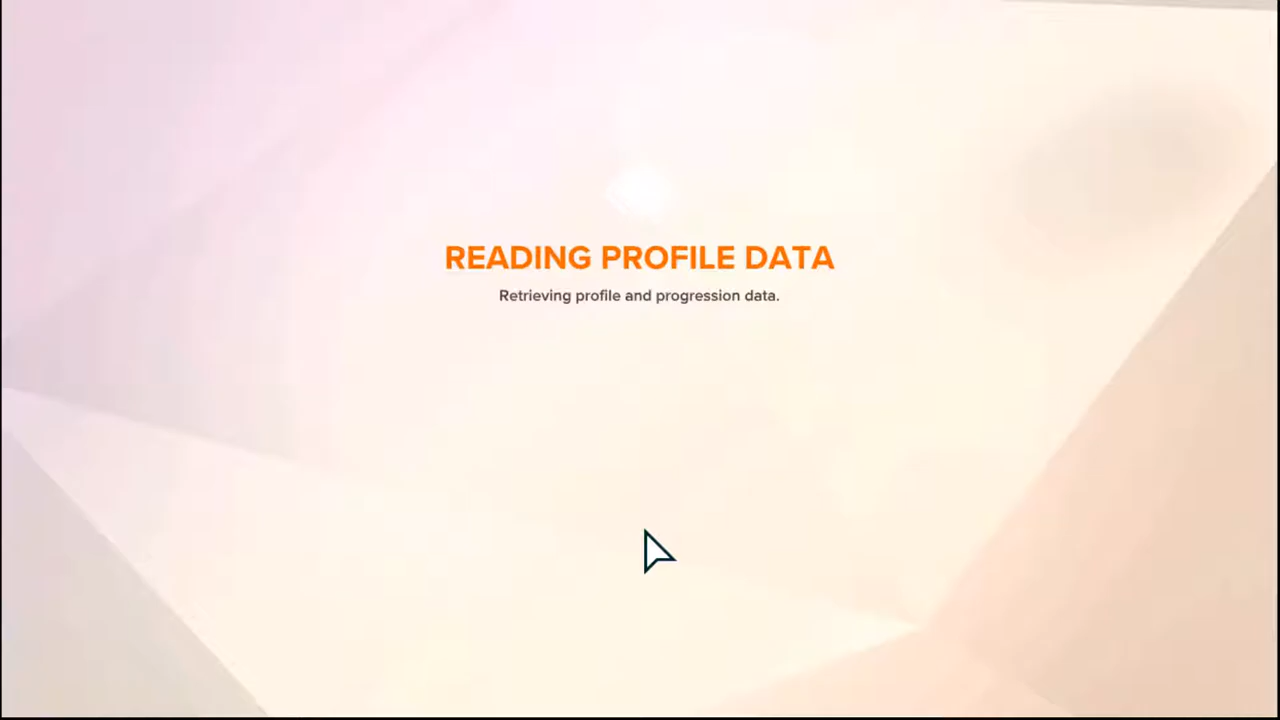 READING PROFILE DATA
Retrieving profile and progression data.